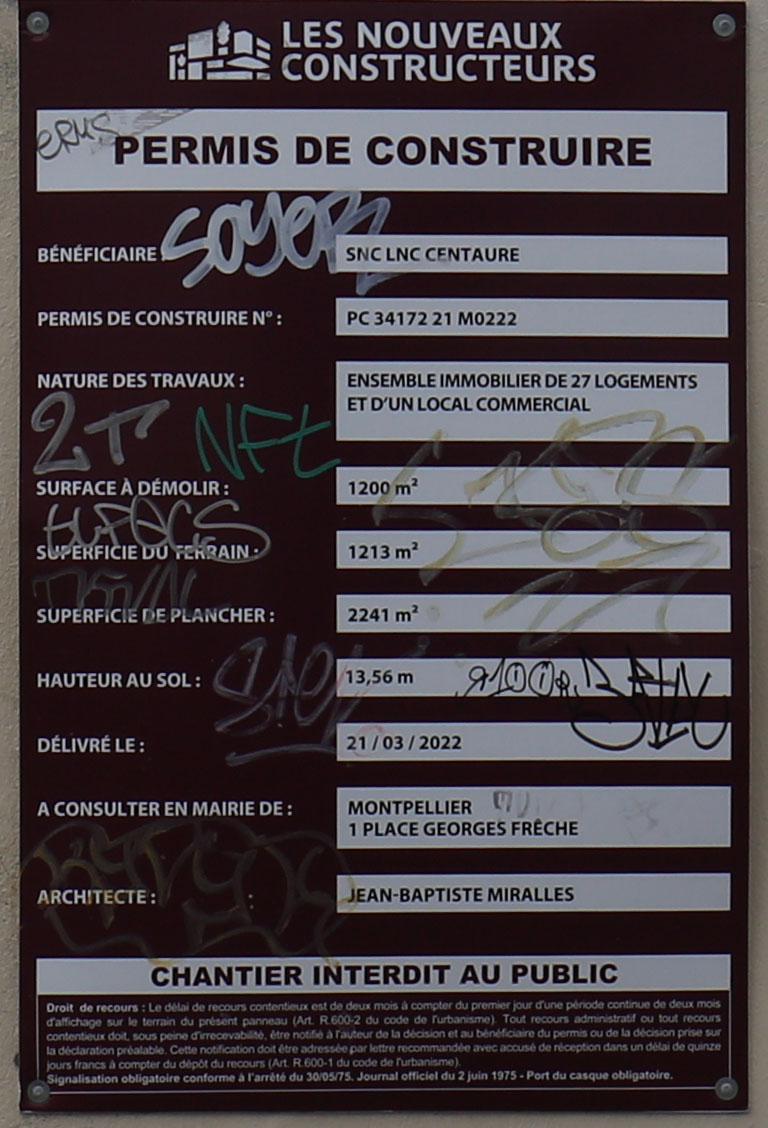 LES NOUVEAUX
CONSTRUCTEURS
erms
PERMIS DE CONSTRUIRE
soyer
BÉNÉFICIAIRE : SNC LNC CENTAURE
PERMIS DE CONSTRUIRE N° : PC 34172 21 M0222
NATURE DES TRAVAUX : ENSEMBLE IMMOBILIER DE 27 LOGEMENTS
ET D'UN LOCAL COMMERCIAL
2T NFt
SURFACE À DÉMOLIR : 1200 m²
SUPERFICIE DU TERRAIN : 1213 m²
SUPERFICIE DE PLANCHER : 2241 m²
HAUTEUR AU SOL : 13,56 m
DÉLIVRÉ LE : 21 / 03 / 2022
A CONSULTER EN MAIRIE DE : MONTPELLIER
1 PLACE GEORGES FRÊCHE
ARCHITECTE : : JEAN-BAPTISTE MIRALLES
CHANTIER INTERDIT AU PUBLIC
Droit de recours : Le délai de recours contentieux est de deux mois à compter du premier jour d'une période continue de deux mois
d'affichage sur le terrain du présent panneau (Art. R.600-2 du code de l'urbanisme). Tout recours administratif ou tout recours
contentieux doit, sous peine d'irrecevabilité, être notifié à l'auteur de la décision et au bénéficiaire du permis ou de la décision prise sur
la déclaration préalable. Cette notification doit être adressée par lettre recommandée avec accusé de réception dans un délai de quinze
jours francs à compter du dépôt du recours (Art. R.600-1 du code de l'urbanisme).
Signalisation obligatoire conforme à l'arrêté du 30/05/75. Journal officiel du 2 juin 1975 - Port du casque obligatoire.